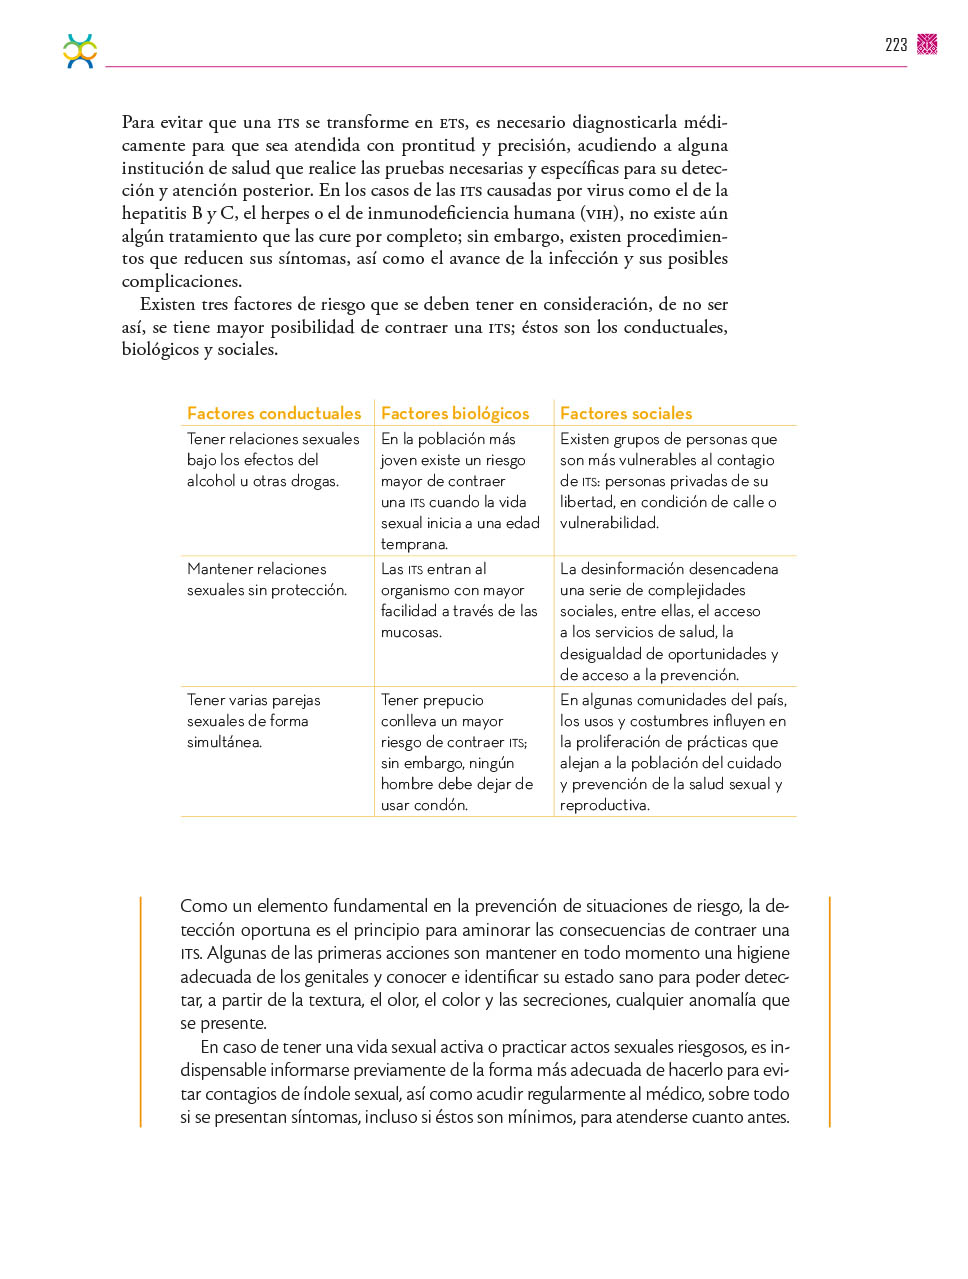 223
Para evitar que una ITS se transforme en ETS, es necesario diagnosticarla médi-
camente para que sea atendida con prontitud y precisión, acudiendo a alguna
institución de salud que realice las pruebas necesarias y específicas para su detec-
ción y atención posterior. En los casos de las ITS causadas por virus como el de la
hepatitis B y C, el herpes o el de inmunodeficiencia humana (VIH), no existe aún
algún tratamiento que las cure por completo; sin embargo, existen procedimien-
tos que reducen sus síntomas, así como el avance de la infección y sus posibles
complicaciones.
Existen tres factores de riesgo que se deben tener en consideración, de no ser
así, se tiene mayor posibilidad de contraer una ITS; éstos son los conductuales,
biológicos y sociales.
Factores conductuales
Factores biológicos
Factores sociales
Tener relaciones sexuales
bajo los efectos del
alcohol u otras drogas.
En la población más
joven existe un riesgo
mayor de contraer
una ITS cuando la vida
sexual inicia a una edad
temprana.
Existen grupos de personas que
son más vulnerables al contagio
de ITS: personas privadas de su
libertad, en condición de calle o
vulnerabilidad.
Mantener relaciones
sexuales sin protección.
Las ITS entran al
organismo con mayor
facilidad a través de las
mucosas.
La desinformación desencadena
una serie de complejidades
sociales, entre ellas, el acceso
a los servicios de salud, la
desigualdad de oportunidades y
de acceso a la prevención.
Tener varias parejas
sexuales de forma
simultánea.
Tener prepucio
conlleva un mayor
riesgo de contraer ITS;
sin embargo, ningún
hombre debe dejar de
usar condón.
En algunas comunidades del país,
los usos y costumbres influyen en
la proliferación de prácticas que
alejan a la población del cuidado
y prevención de la salud sexual y
reproductiva.
Como un elemento fundamental en la prevención de situaciones de riesgo, la de-
tección oportuna es el principio para aminorar las consecuencias de contraer una
ITS. Algunas de las primeras acciones son mantener en todo momento una higiene
adecuada de los genitales y conocer e identificar su estado sano para poder detec-
tar, a partir de la textura, el olor, el color y las secreciones, cualquier anomalía que
se presente.
En caso de tener una vida sexual activa o practicar actos sexuales riesgosos, es in-
dispensable informarse previamente de la forma más adecuada de hacerlo para evi-
tar contagios de índole sexual, así como acudir regularmente al médico, sobre todo
si se presentan síntomas, incluso si éstos son mínimos, para atenderse cuanto antes.